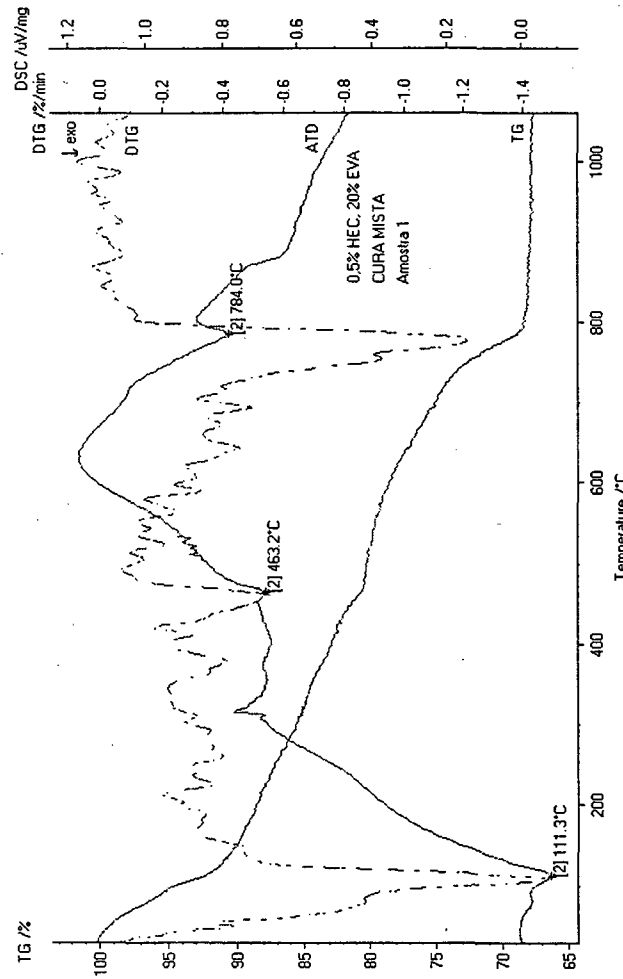 TG /%
100
95
90
85
80
75
70
65
200
400
600
800
1000
Temperature /°C
DTG /%/min
0.0
-0.2
-0.4
-0.6
-0.8
-1.0
-1.2
-1.4
DSC /uV/mg
1.2
1.0
0.8
0.6
0.4
0.2
0.0
↓ exo
DTG
ATD
TG
0,5% HEC, 20% EVA
CURA MISTA
Amostra 1
[2] 784.0°C
[2] 463.2°C
[2] 111.3°C